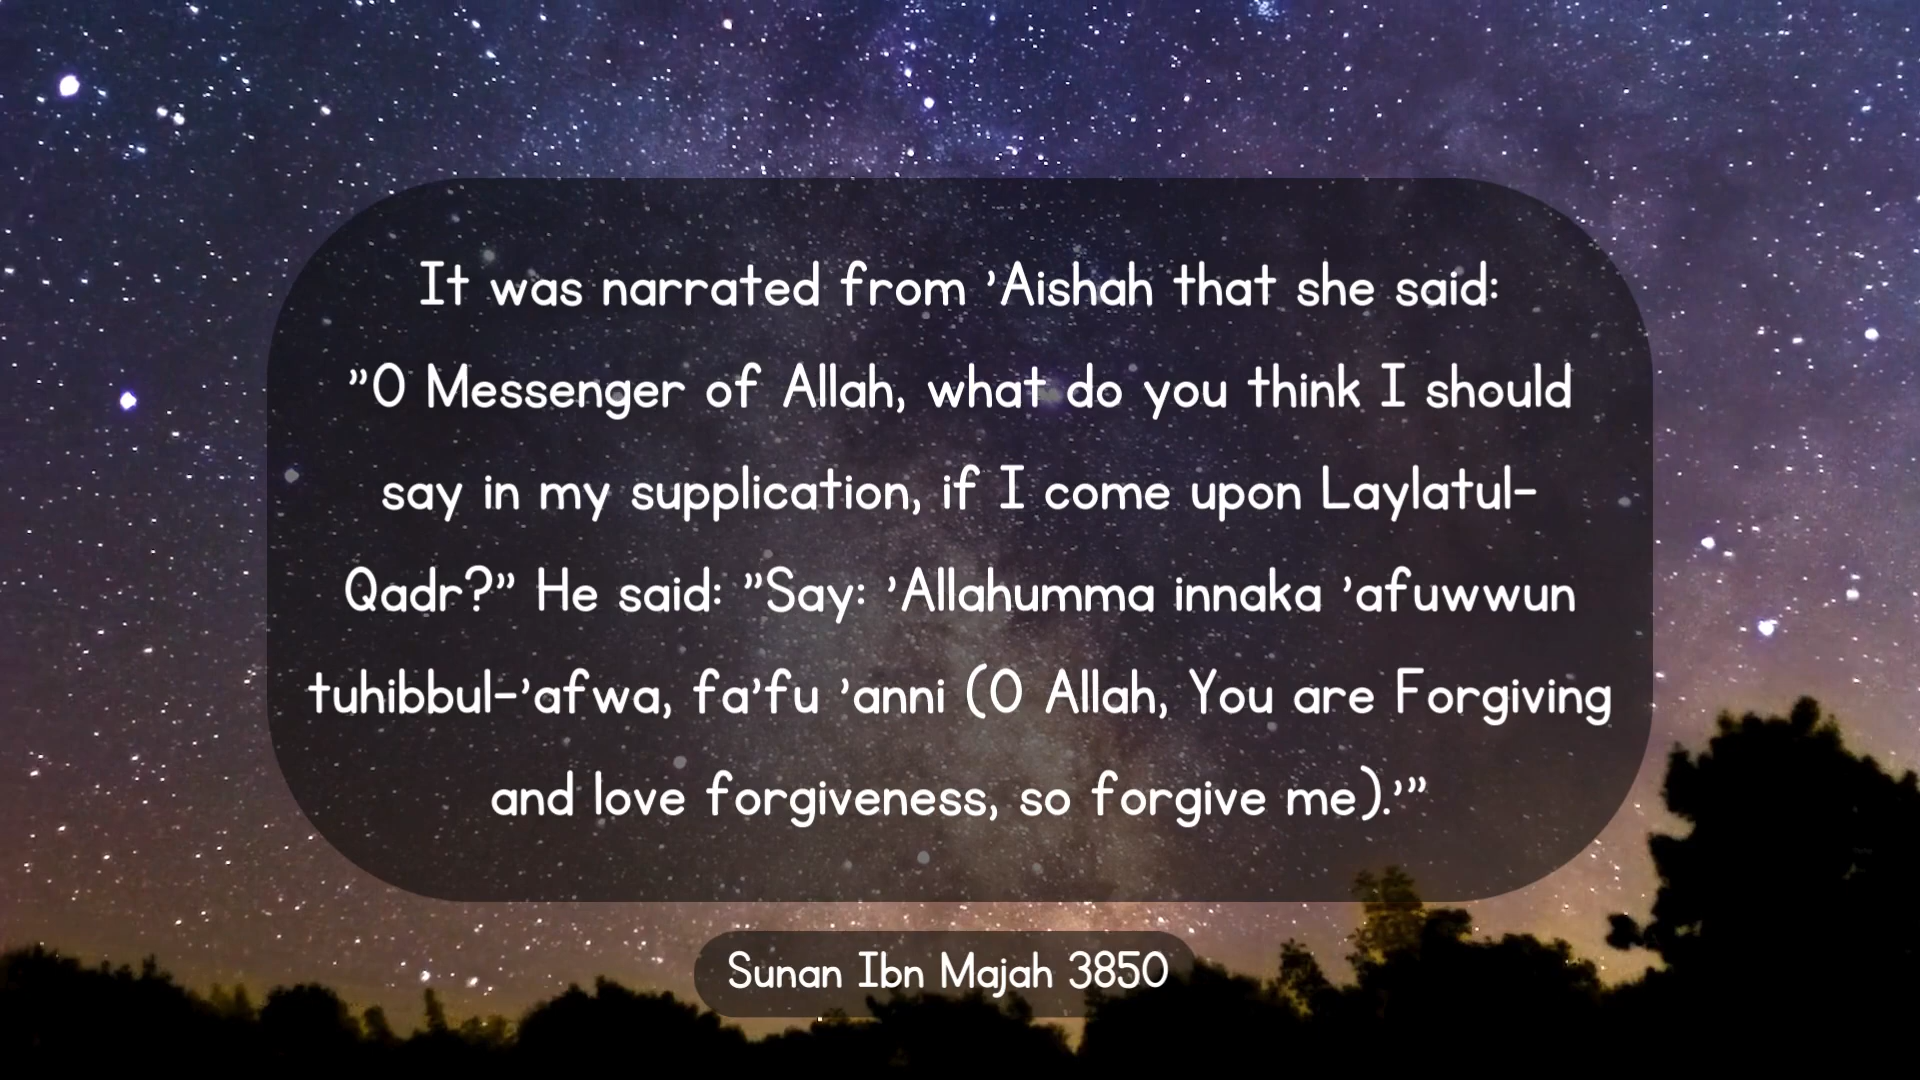 It was narrated from 'Aishah that she said:
"O Messenger of Allah, what do you think I should
say in my supplication, if I come upon Laylatul-
Qadr?" He said: "Say: 'Allahumma innaka 'afuwwun
tuhibbul-'afwa, fa'fu 'anni (O Allah, You are Forgiving
and love forgiveness, so forgive me).'"
Sunan Ibn Majah 3850